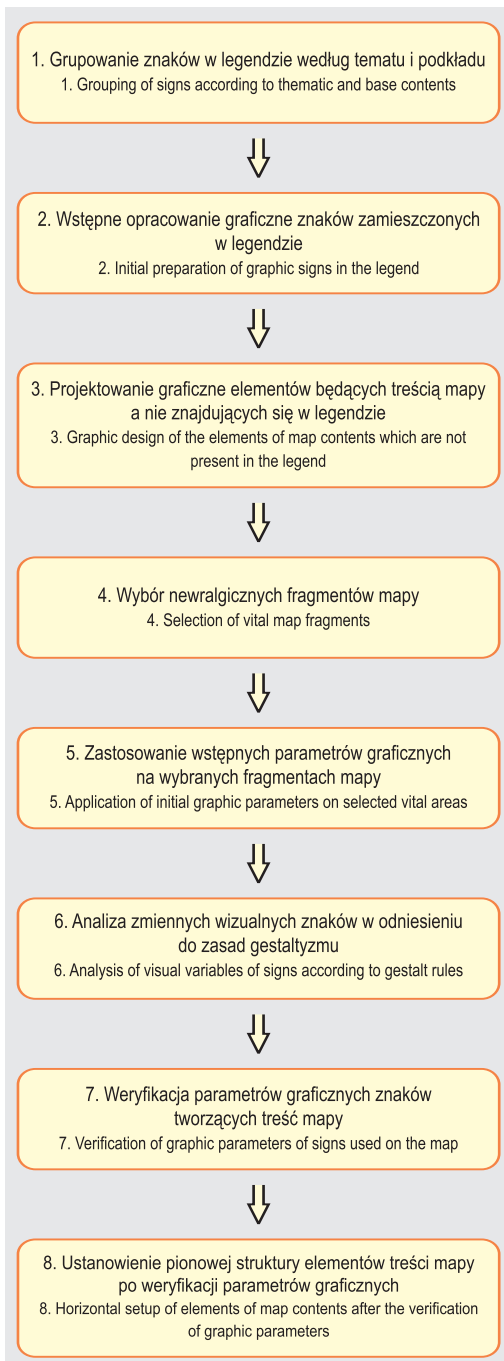 1. Grupowanie znaków w legendzie według tematu i podkładu
1. Grouping of signs according to thematic and base contents
2. Wstępne opracowanie graficzne znaków zamieszczonych
w legendzie
2. Initial preparation of graphic signs in the legend
3. Projektowanie graficzne elementów będących treścią mapy
a nie znajdujących się w legendzie
3. Graphic design of the elements of map contents which are not
present in the legend
4. Wybór newralgicznych fragmentów mapy
4. Selection of vital map fragments
5. Zastosowanie wstępnych parametrów graficznych
na wybranych fragmentach mapy
5. Application of initial graphic parameters on selected vital areas
6. Analiza zmiennych wizualnych znaków w odniesieniu
do zasad gestaltyzmu
6. Analysis of visual variables of signs according to gestalt rules
7. Weryfikacja parametrów graficznych znaków
tworzących treść mapy
7. Verification of graphic parameters of signs used on the map
8. Ustanowienie pionowej struktury elementów treści mapy
po weryfikacji parametrów graficznych
8. Horizontal setup of elements of map contents after the verification
of graphic parameters